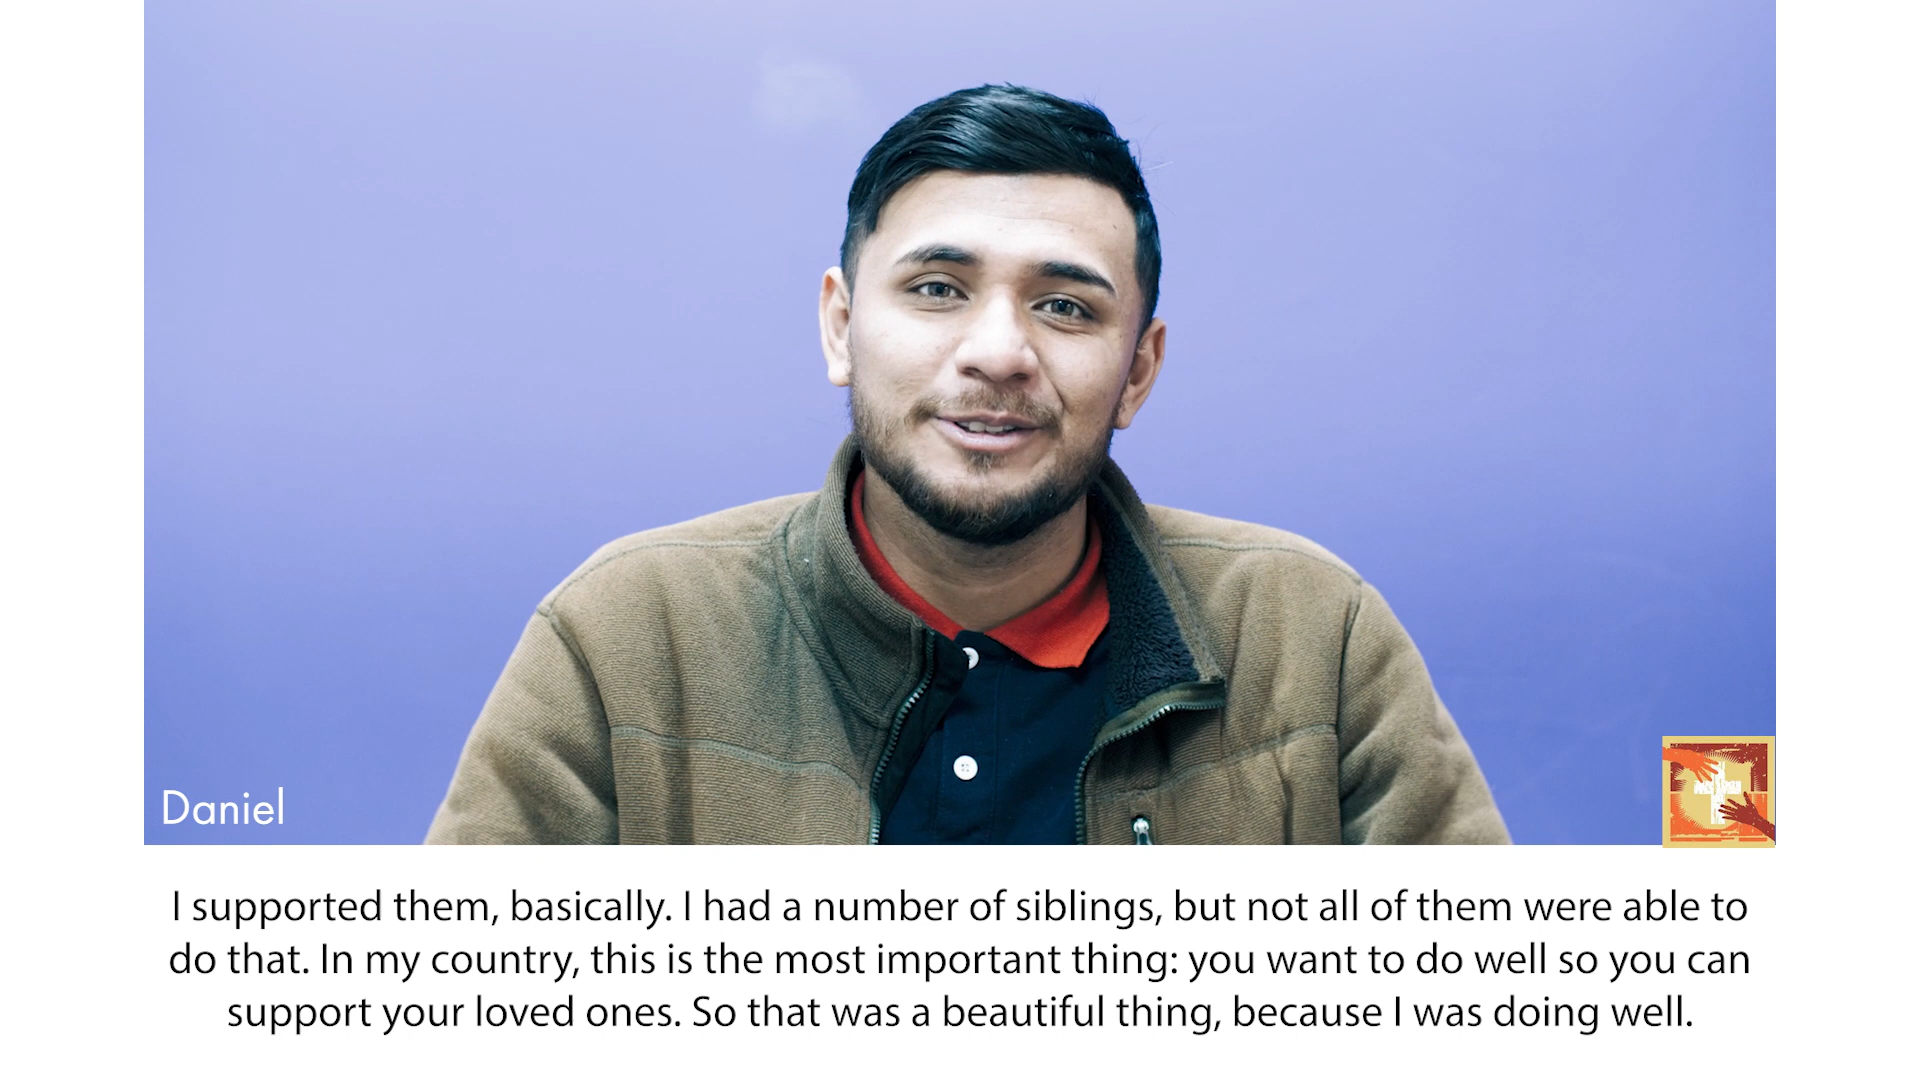 Daniel
I supported them, basically. I had a number of siblings, but not all of them were able to
do that. In my country, this is the most important thing: you want to do well so you can
support your loved ones. So that was a beautiful thing, because I was doing well.